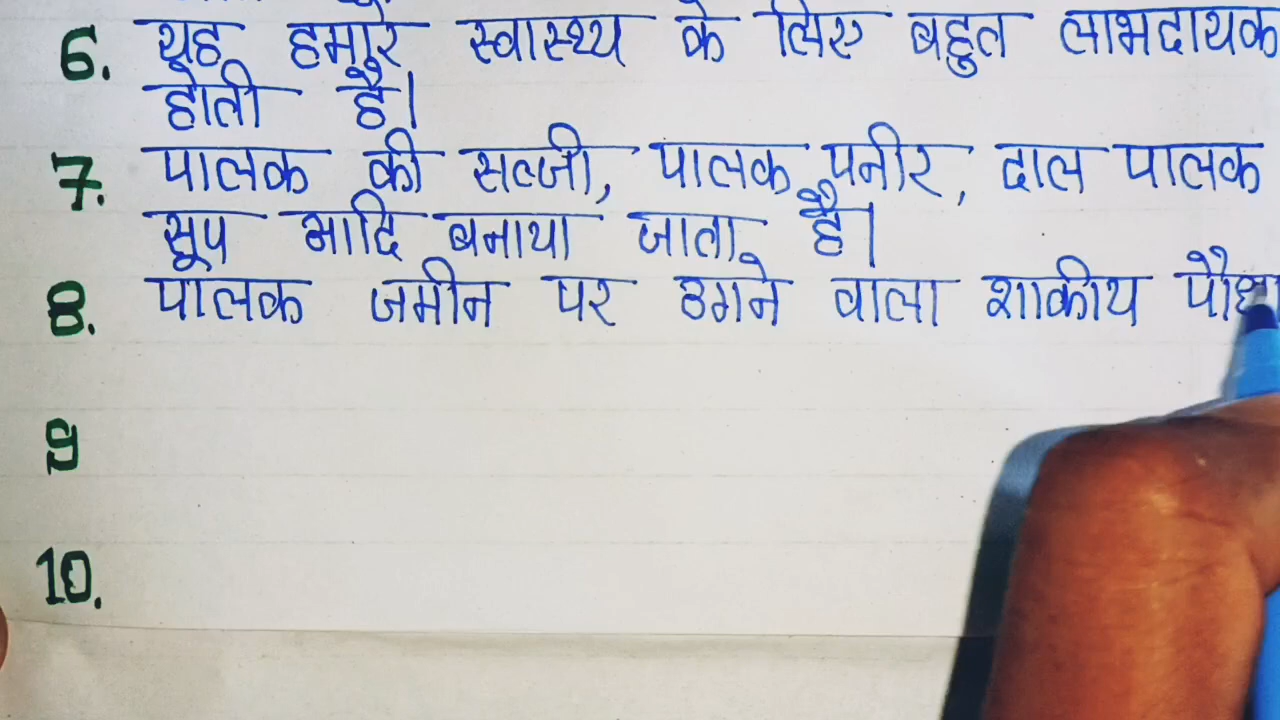 6. यह हमारे स्वास्थ्य के लिए बहुत लाभदायक
होती है।
7. पालक की सब्जी, पालक पनीर, दाल पालक
सूप आदि बनाया जाता है।
8. पालक जमीन पर उगने वाला शाकीय पौधा
9
10.